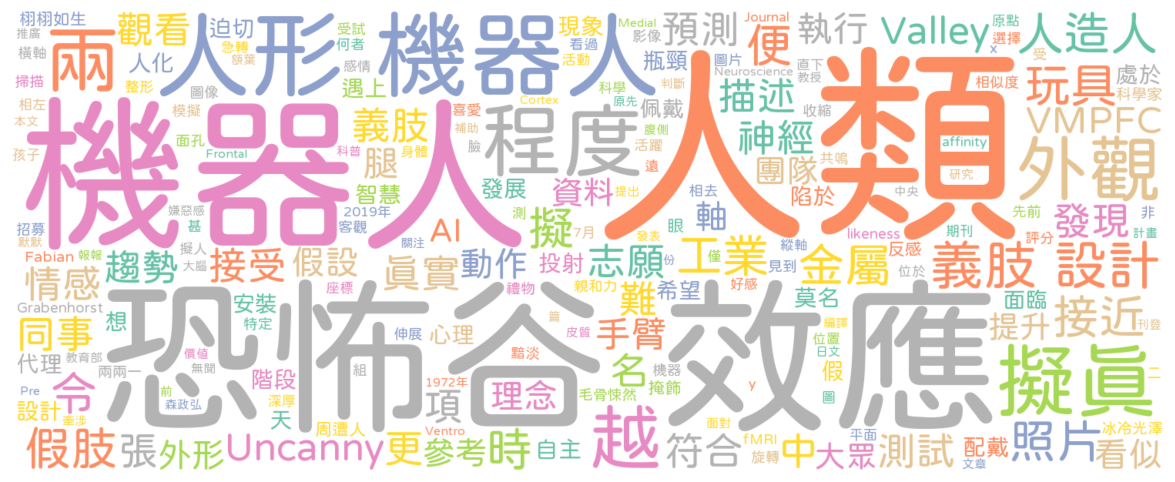 栩栩如生 迫切 現象 Medial 預測 Journal 執行 Valley 原點 人造人
推廣 兩 觀看 急轉 人形 機器人 受試 看過 影像 便 x 選擇
橫軸 人化 頷葉 何者 活動 瓶頸 圖片 直下 受
掃描 整形 感情 遇上 科學 Neuroscience 教授 相似度 玩具 處於
圖像 喜愛 Cortex 原先 佩戴 判斷 描述 收縮 科學家
相左 模擬 義肢 補助 程度 腹側 VMPFC
本文 面孔 身體 活躍 神經 affinity
孩子 Frontal 科普 腿 臉 遠 團隊 共鳴 外觀
機器人 人類
智慧 發展 資料 提出 相去 陷於 研究 中央
嫌惡感 甚 2019年 AI 測 軸 先前 發現 非
招募 客觀 擬 7月 眼 likeness 期刊
默默 擬人 關注 發表 縱軸 評分 計畫
Fabian 報報 趨勢 接受 假設 眞實 動作 投射 志願 份 工業 僅 見到 金屬 反感 義肢 設計
情感 大腦 座標 禮物 親和力 好感 位於
Grabenhorst 安裝 恐怖谷 難 希望 效應 莫名 面臨 接近
同事 想 特定 伸展 心理 篇 手臂 編譯 提升 刊登
代理 教育部 價值 黯淡 皮質 位置
兩兩一 無聞 組 機器 假 日文 擬眞
Pre 令 前 階段 1972年 理念 名 掩飾 y 圖 二
設計 深厚 項 毛骨悚然
牽涉 森政弘 天 周遭人 Ventro 越 面對 平面 冰冷光澤
假肢 張 外形 Uncanny 更 參考 時 自主 符合 fMRI 旋轉 中 大眾 測試 配戴 文章 照片 看似